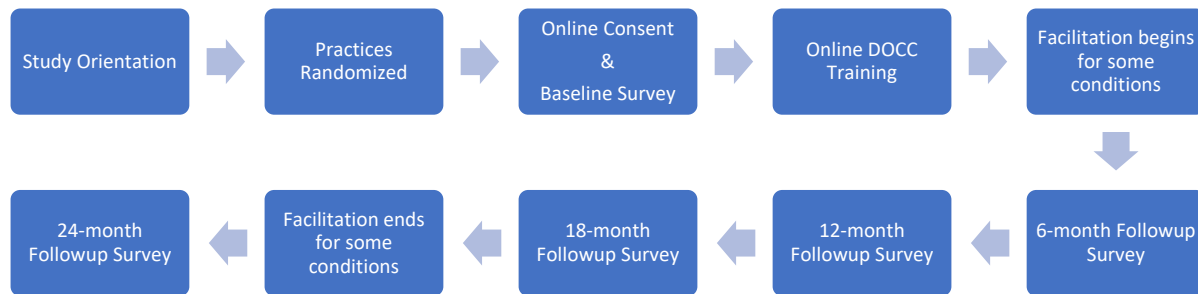 Study Orientation
Practices
Randomized
Online Consent
&
Baseline Survey
Online DOCC
Training
Facilitation begins
for some
conditions
6-month Followup
Survey
12-month
Followup Survey
18-month
Followup Survey
Facilitation ends
for some
conditions
24-month
Followup Survey